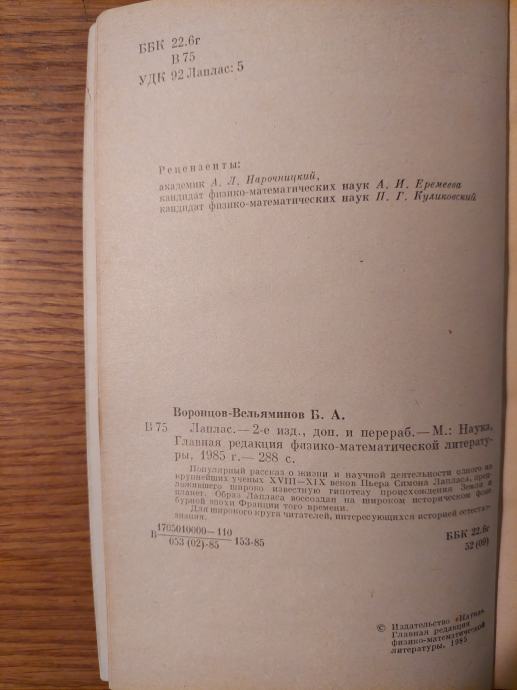 ББК 22.6г
В 75
УДК 92 Лаплас: 5
Рецензенты:
академик А. Л. Нарочницкий,
кандидат физико-математических наук А. И. Еремеева
кандидат физико-математических наук П. Г. Куликовский
Воронцов-Вельяминов Б. А.
В 75 Лаплас. — 2-е изд., доп. и перераб. — М.: Наука,
Главная редакция физико-математической литерату-
ры, 1985 г. — 288 с.
Популярный рассказ о жизни и научной деятельности одного из
крупнейших ученых XVIII—XIX веков Пьера Симона Лапласа, пред-
ложившего широко известную гипотезу происхождения Земли и
планет. Образ Лапласа воссоздан на широком историческом фоне
бурной эпохи Франции того времени.
Для широкого круга читателей, интересующихся историей естество-
знания.
В 1705010000—110
053 (02)-85 153-85
ББК 22.6г
52 (09)
© Издательство «Наука».
Главная редакция
физико-математической
литературы, 1985